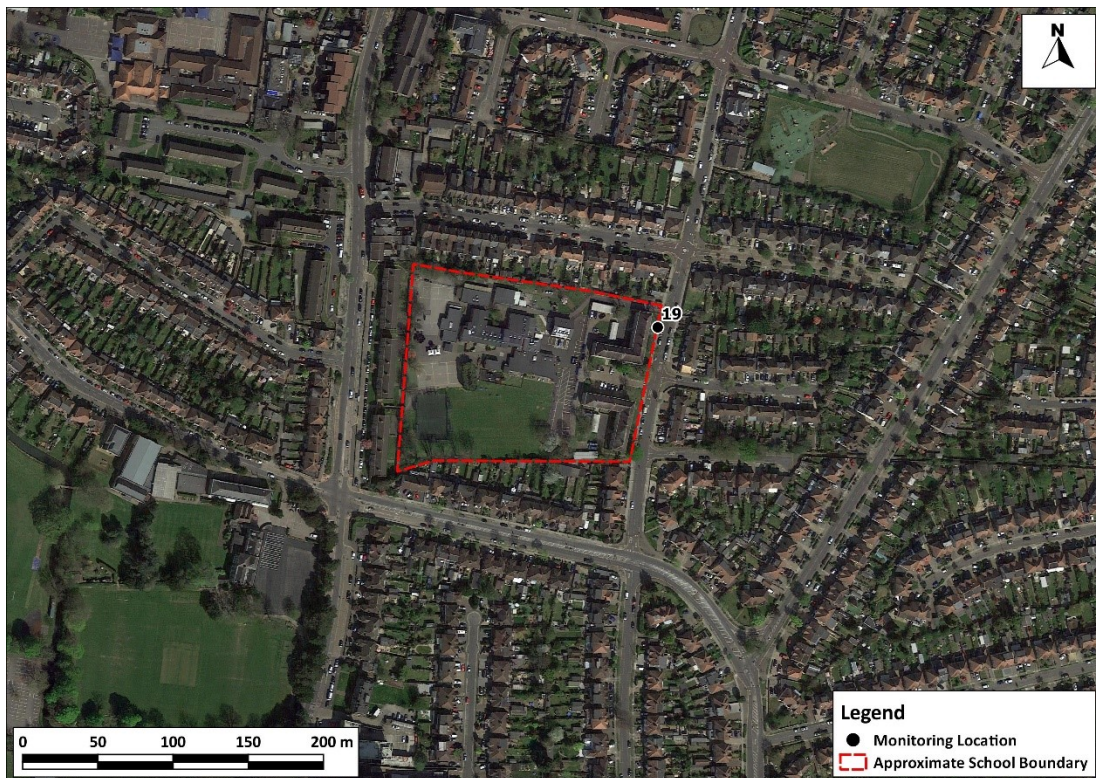 N
19
0 50 100 150 200 m
Legend
Monitoring Location
Approximate School Boundary